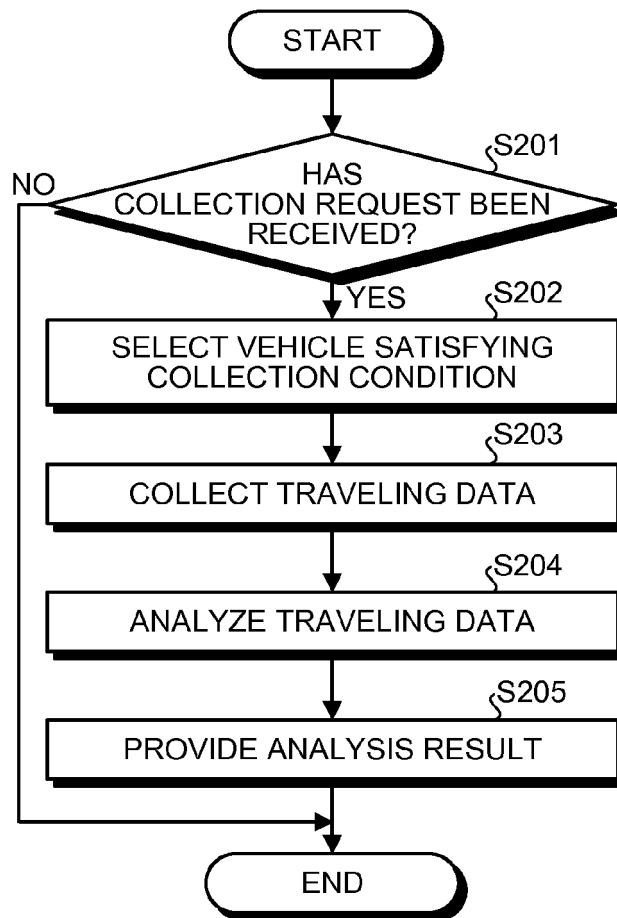 START
S201
HAS
COLLECTION REQUEST BEEN
RECEIVED?
NO
YES
S202
SELECT VEHICLE SATISFYING
COLLECTION CONDITION
S203
COLLECT TRAVELING DATA
S204
ANALYZE TRAVELING DATA
S205
PROVIDE ANALYSIS RESULT
END